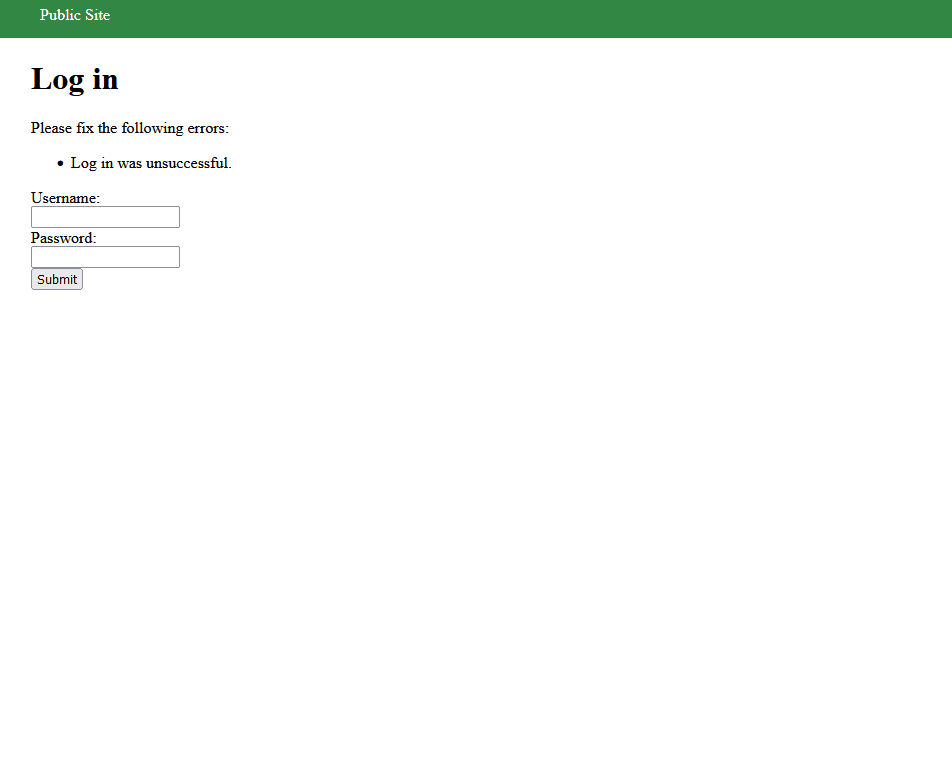 Public Site
Log in
Please fix the following errors:
• Log in was unsuccessful.
Username:
Password:
Submit